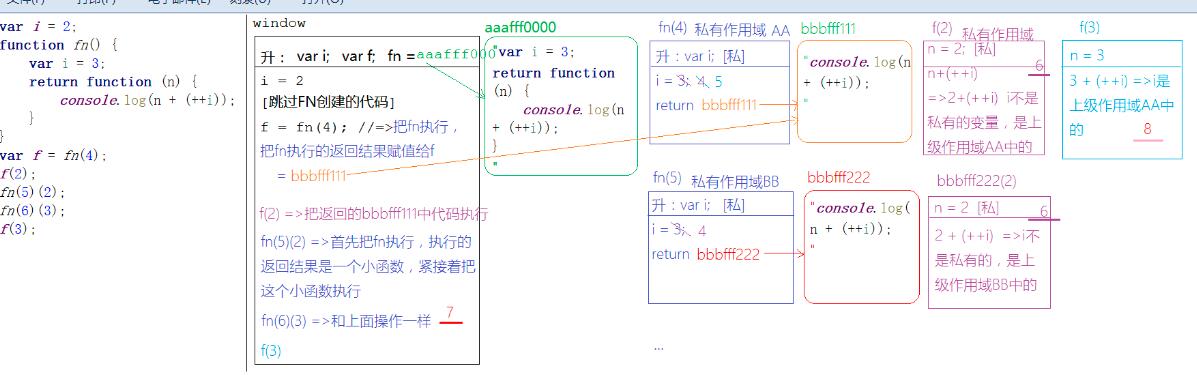 var i = 2;
function fn() {
var i = 3;
return function (n) {
console.log(n + (++i));
}
}
var f = fn(4);
f(2);
fn(5)(2);
fn(6)(3);
f(3);
window
升： var i; var f; fn =aaafff000
i = 2
[跳过FN创建的代码]
f = fn(4); //=>把fn执行，
把fn执行的返回结果赋值给f
= bbbfff111
f(2) =>把返回的bbbfff111中代码执行
fn(5)(2) =>首先把fn执行，执行的
返回结果是一个小函数，紧接着把
这个小函数执行
fn(6)(3) =>和上面操作一样 7
f(3)
aaafff0000
"var i = 3;
return function
(n) {
console.log(n
+ (++i));
}
"
fn(4) 私有作用域 AA
升：var i; [私]
i = 3; 4、5
return bbbfff111
bbbfff111
"console.log(n
+ (++i));
"
f(2) 私有作用域
n = 2; [私]
n+(++i) 6
=>2+(++i) i不是
私有的变量，是上
级作用域AA中的
f(3)
n = 3
3 + (++i) =>i是
上级作用域AA中
的 8
fn(5) 私有作用域BB
升：var i; [私]
i = 3; 4
return bbbfff222
bbbfff222
"console.log(
n + (++i));
"
bbbfff222(2)
n = 2 [私] 6
2 + (++i) =>i不
是私有的，是上
级作用域BB中的
...